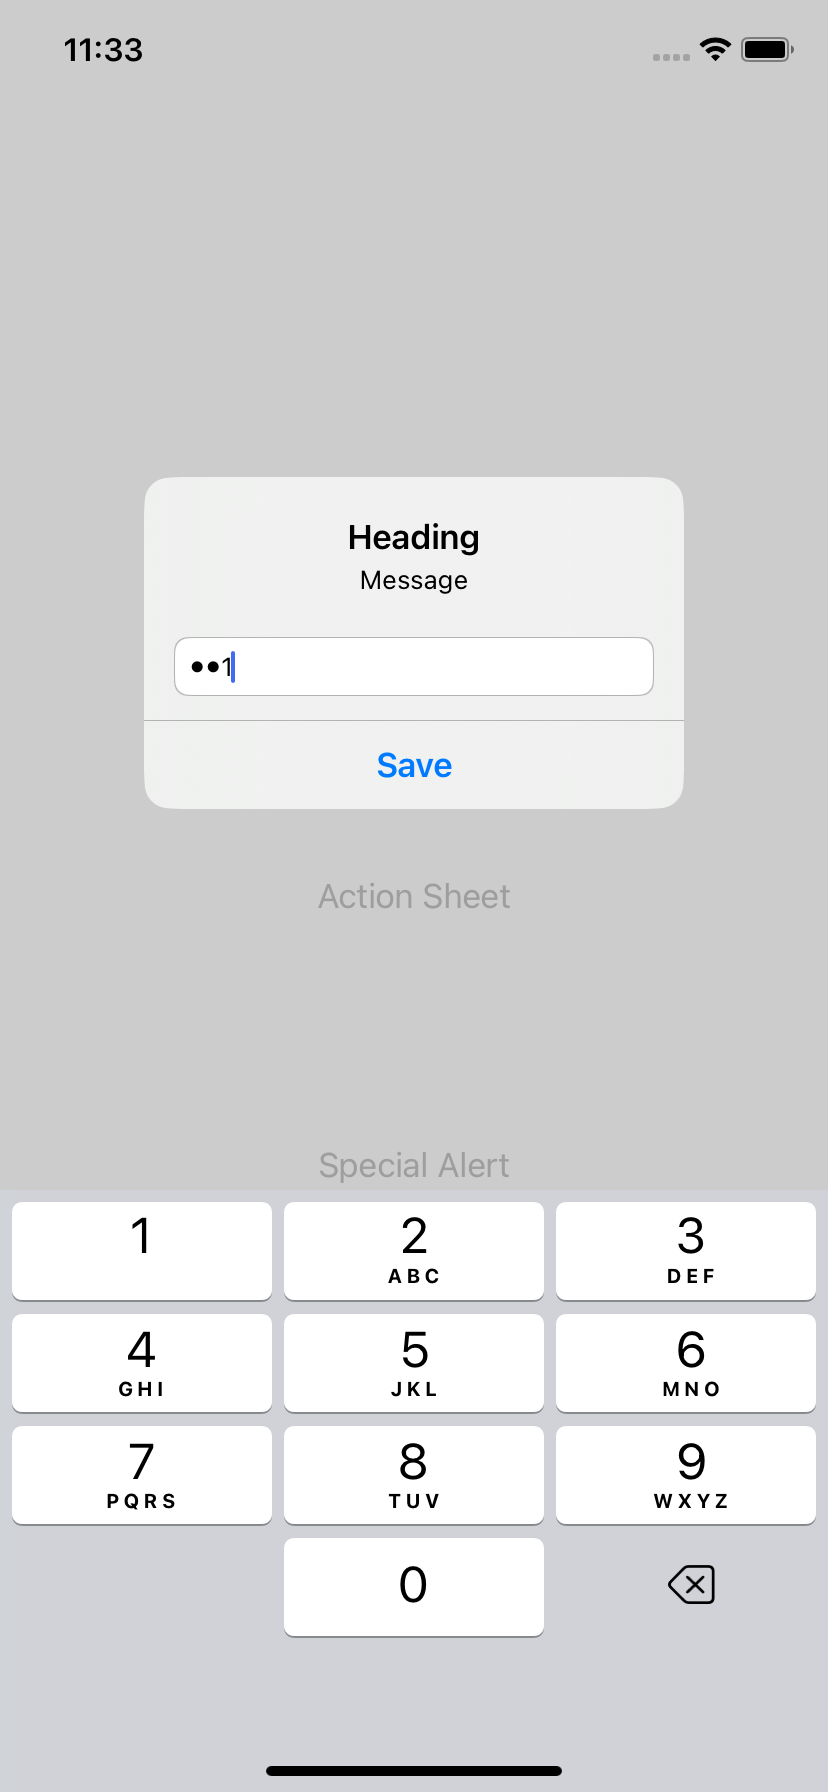 11:33
Heading
Message
••1
Save
Action Sheet
Special Alert
1 2 3
ABC DEF
4 5 6
GHI JKL MNO
7 8 9
PQRS TUV WXYZ
0